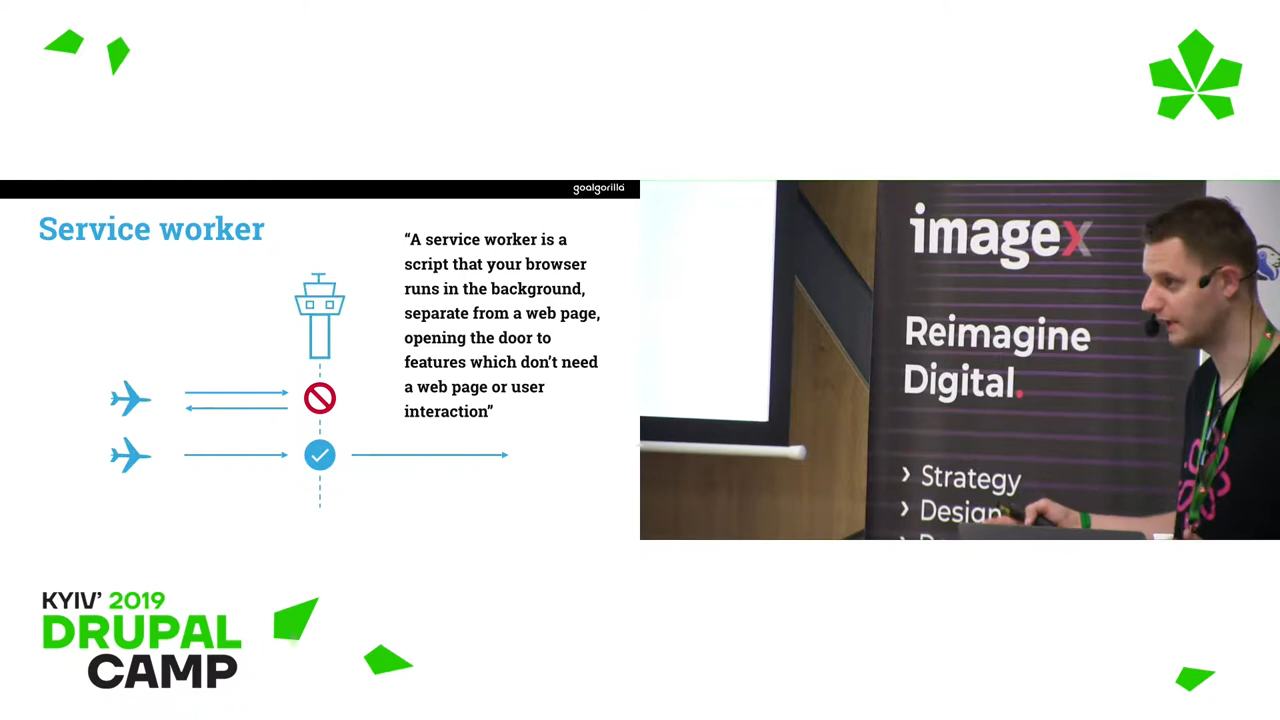 goalgorilla
Service worker
“A service worker is a
script that your browser
runs in the background,
separate from a web page,
opening the door to
features which don’t need
a web page or user
interaction”
imagex
Reimagine
Digital.
› Strategy
› Design
KYIV’ 2019
DRUPAL
CAMP